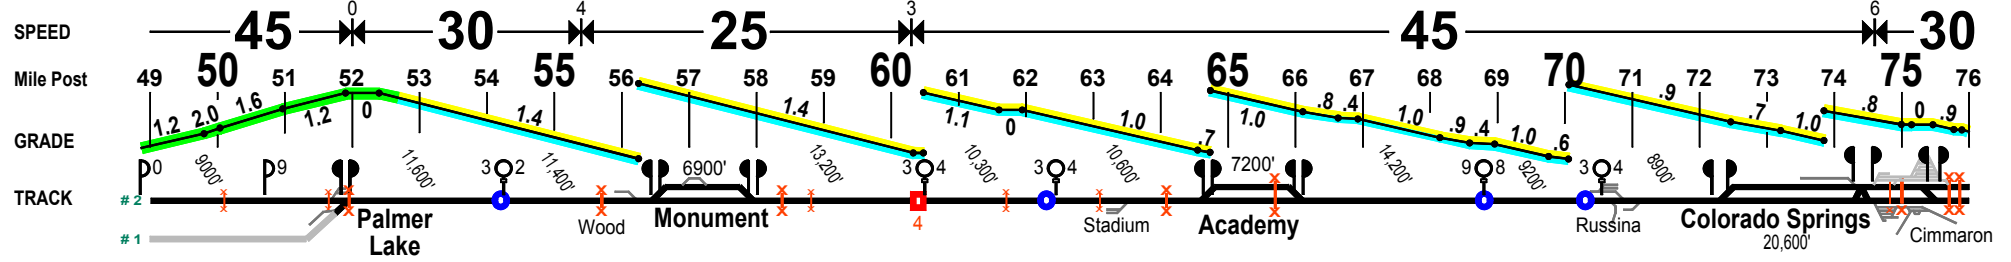 0 4 3 6
SPEED 45 30 25 45 30
Mile Post 49 50 51 52 53 54 55 56 57 58 59 60 61 62 63 64 65 66 67 68 69 70 71 72 73 74 75 76
GRADE 1.2 2.0 1.6 1.2 0 1.4 1.4 1.1 0 1.0 .7 1.0 .8 .4 1.0 .9 .4 1.0 .6 .9 .7 1.0 .8 0 .9
0 9000' 9 11,600' 3 2 11,400' 6900' 13,200' 3 4 10,300' 3 4 10,600' 7200' 14,200' 9 8 9200' 3 4 8900'
TRACK # 2
# 1
Palmer
Lake
Wood
Monument
4
Stadium
Academy
Russina
Colorado Springs
20,600'
Cimmaron